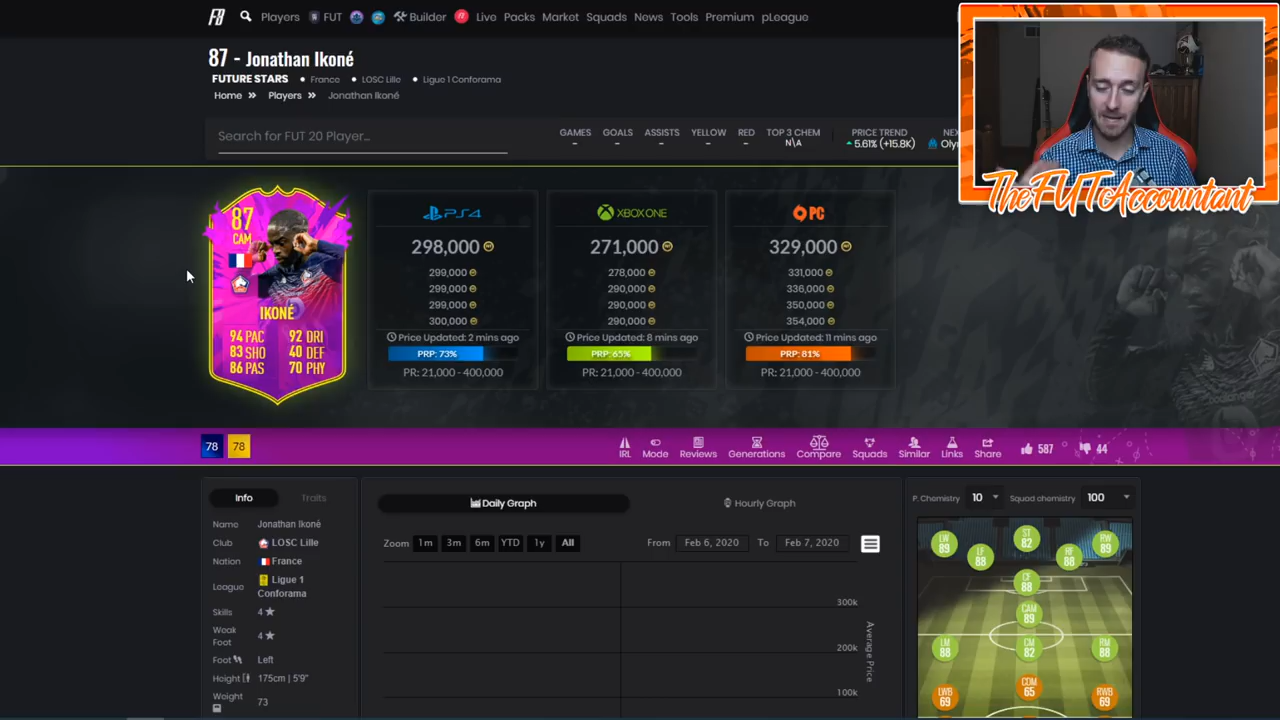 F8 Players FUT Builder Live Packs Market Squads News Tools Premium pLeague
87 - Jonathan Ikoné
FUTURE STARS • France • LOSC Lille • Ligue 1 Conforama
Home » Players » Jonathan Ikoné
Search for FUT 20 Player...
GAMES GOALS ASSISTS YELLOW RED TOP 3 CHEM PRICE TREND
- - - - - N\A 5.61% (+15.8K)
TheFUTAccountant
87
CAM
IKONÉ
94 PAC 92 DRI
83 SHO 40 DEF
86 PAS 70 PHY
PS4
298,000
299,000
299,000
299,000
300,000
Price Updated: 2 mins ago
PRP: 73%
PR: 21,000 - 400,000
XBOX ONE
271,000
278,000
290,000
290,000
290,000
Price Updated: 8 mins ago
PRP: 65%
PR: 21,000 - 400,000
PC
329,000
331,000
336,000
350,000
354,000
Price Updated: 11 mins ago
PRP: 81%
PR: 21,000 - 400,000
78 78
IRL Mode Reviews Generations Compare Squads Similar Links Share 587 44
Info Traits
Name Jonathan Ikoné
Club LOSC Lille
Nation France
League Ligue 1 Conforama
Skills 4★
Weak Foot 4★
Foot Left
Height 175cm | 5'9"
Weight 73
Daily Graph Hourly Graph
Zoom 1m 3m 6m YTD 1y All From Feb 6, 2020 To Feb 7, 2020
300k
200k
100k
Average Price
P. Chemistry 10 Squad chemistry 100
ST 82
LW 89
RW 89
LF 88
RF 88
CF 88
CAM 89
LM 88
CM 82
RM 88
CDM 65
LWB 69
RWB 69